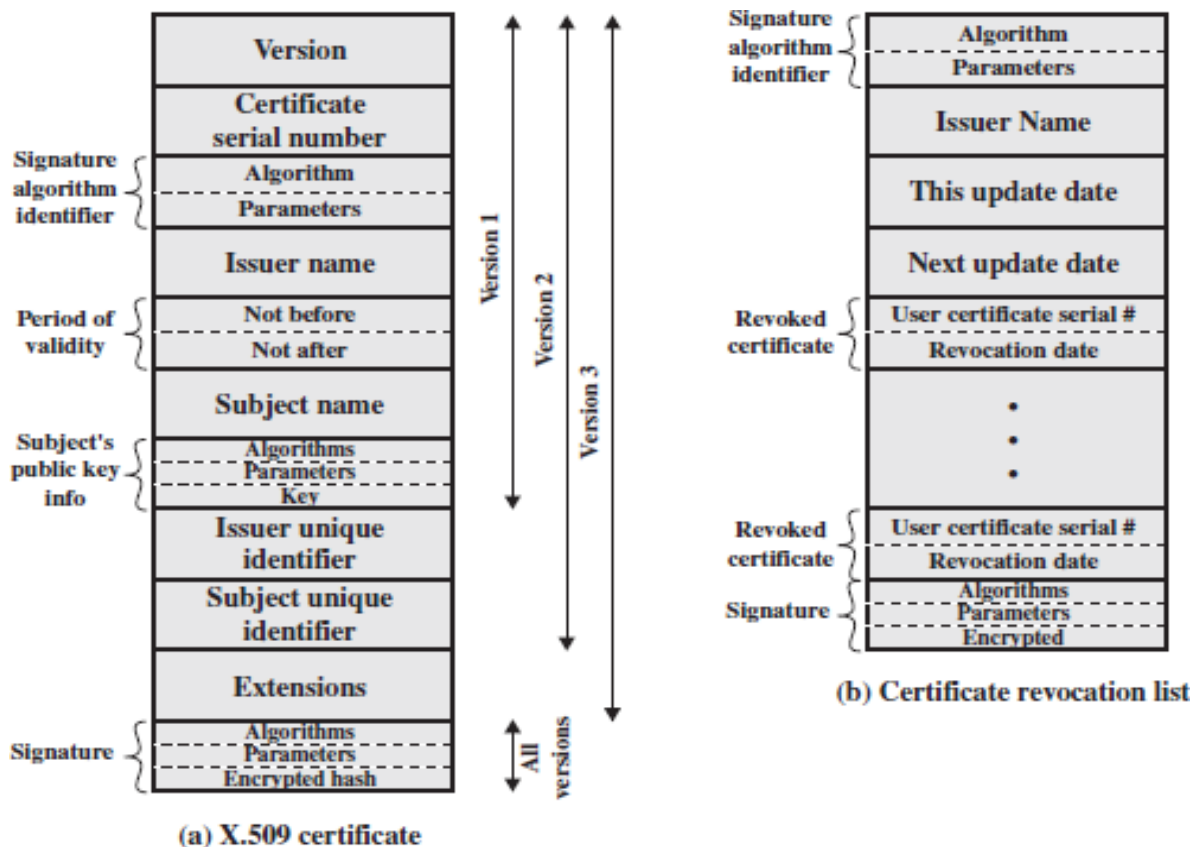 Version
Certificate
serial number
Signature
algorithm
identifier
Algorithm
Parameters
Issuer name
Period of
validity
Not before
Not after
Subject name
Subject's
public key
info
Algorithms
Parameters
Key
Issuer unique
identifier
Subject unique
identifier
Extensions
Signature
Algorithms
Parameters
Encrypted hash
Version 1
Version 2
Version 3
All
versions
(a) X.509 certificate
Signature
algorithm
identifier
Algorithm
Parameters
Issuer Name
This update date
Next update date
Revoked
certificate
User certificate serial #
Revocation date
Revoked
certificate
User certificate serial #
Revocation date
Signature
Algorithms
Parameters
Encrypted
(b) Certificate revocation list